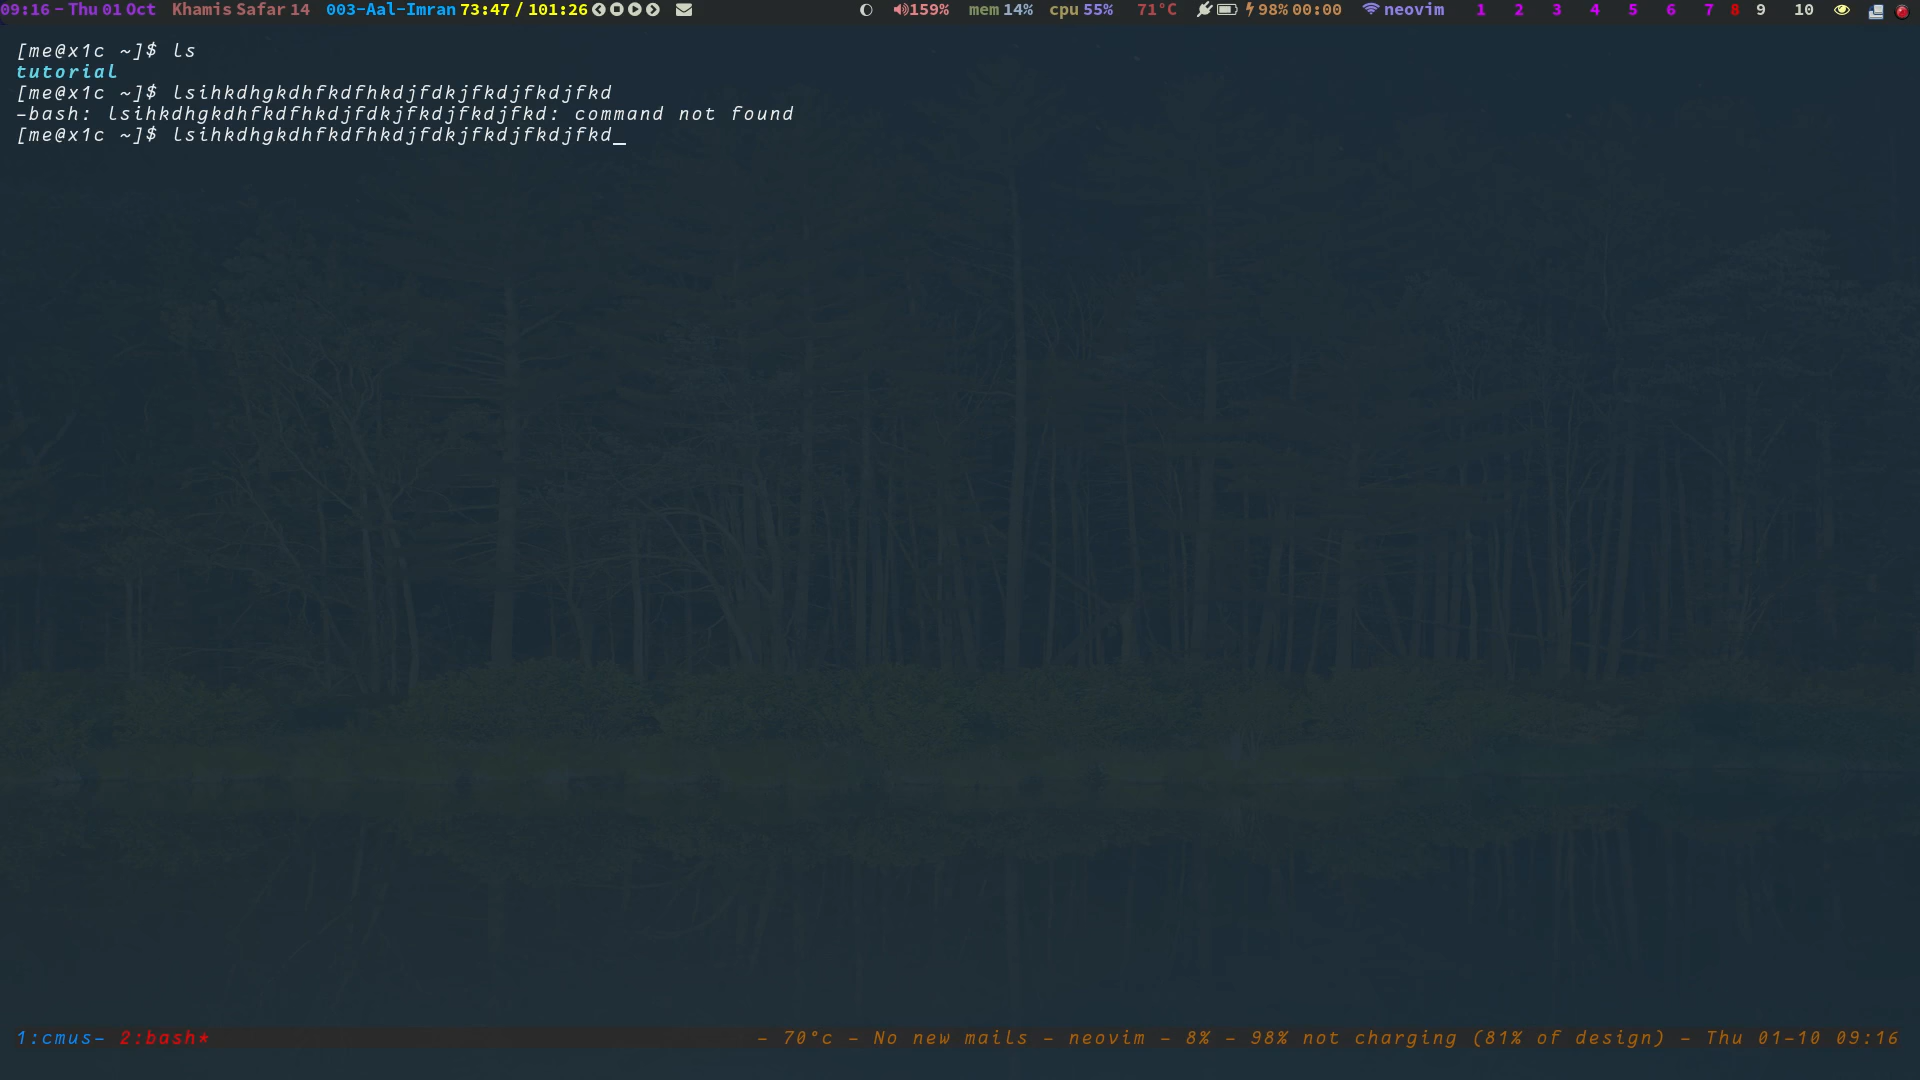 09:16 - Thu 01 Oct Khamis Safar 14 003-Aal-Imran 73:47 / 101:26 159% mem 14% cpu 55% 71°C 98% 00:00 neovim 1 2 3 4 5 6 7 8 9 10
[me@x1c ~]$ ls
tutorial
[me@x1c ~]$ lsihkdhgkdhfkdfhkdjfdkjfkdjfkdjfkd
-bash: lsihkdhgkdhfkdfhkdjfdkjfkdjfkdjfkd: command not found
[me@x1c ~]$ lsihkdhgkdhfkdfhkdjfdkjfkdjfkdjfkd_
1:cmus- 2:bash* - 70°c - No new mails - neovim - 8% - 98% not charging (81% of design) - Thu 01-10 09:16